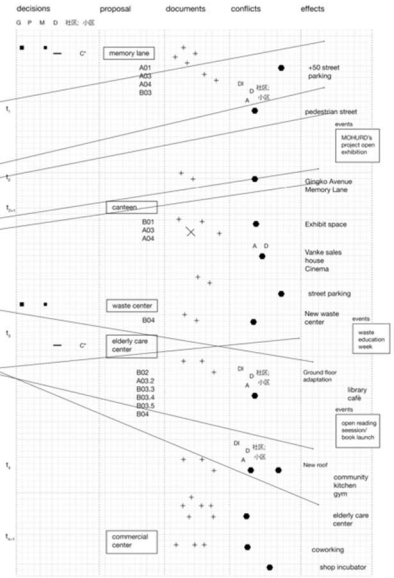 decisions proposal documents conflicts effects
G P M D 社区; 小区
C'
memory lane
A01
A03
A04
B03
DI
D 社区;
小区
A
+50 street
parking
t₁
pedestrian street
events
MOHURD's
project open
exhibition
t₂
Gingko Avenue
Memory Lane
canteen
B01
A03
A04
Exhibit space
A D
Vanke sales
house
Cinema
street parking
waste center
B04
New waste
center
events
waste
education
week
t₃
C'
elderly care
center
B02
A03.2
B03.3
B03.4
B03.5
B04
DI
D 社区;
小区
A
Ground floor
adaptation
library
café
events
open reading
seession/
book launch
DI
D 社区;
小区
A
t₄
New roof
community
kitchen
gym
elderly care
center
commercial
center
coworking
shop incubator